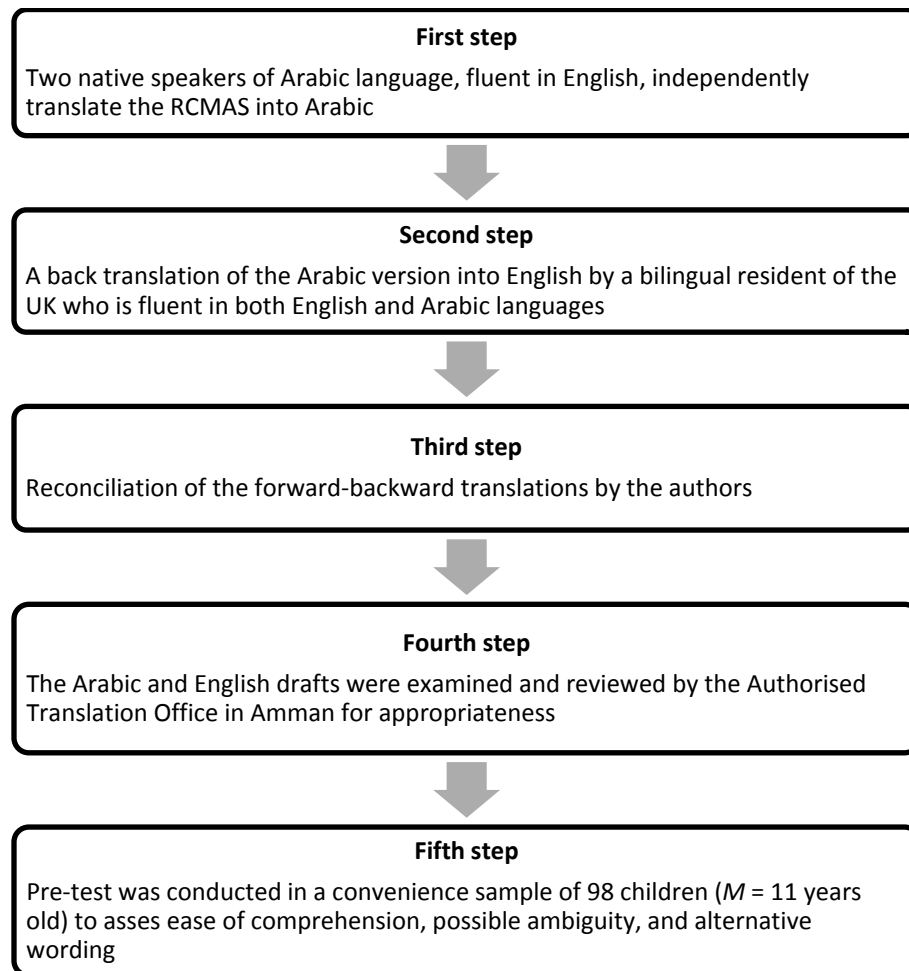 First step
Two native speakers of Arabic language, fluent in English, independently
translate the RCMAS into Arabic
Second step
A back translation of the Arabic version into English by a bilingual resident of the
UK who is fluent in both English and Arabic languages
Third step
Reconciliation of the forward-backward translations by the authors
Fourth step
The Arabic and English drafts were examined and reviewed by the Authorised
Translation Office in Amman for appropriateness
Fifth step
Pre-test was conducted in a convenience sample of 98 children (M = 11 years
old) to asses ease of comprehension, possible ambiguity, and alternative
wording